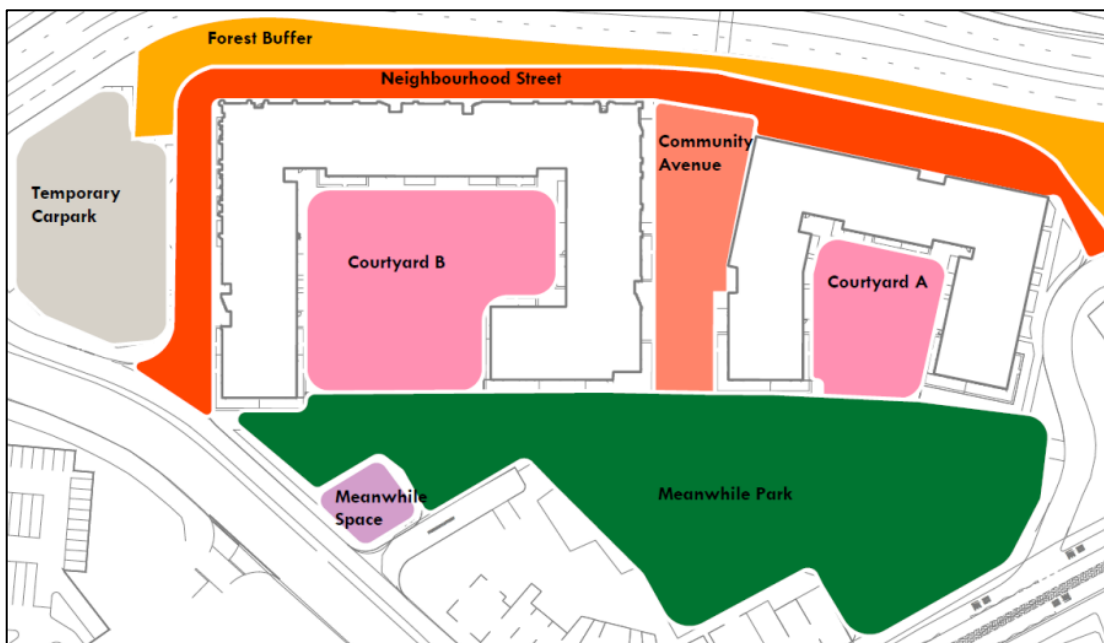 Forest Buffer
Neighbourhood Street
Community
Avenue
Temporary
Carpark
Courtyard B
Courtyard A
Meanwhile
Space
Meanwhile Park